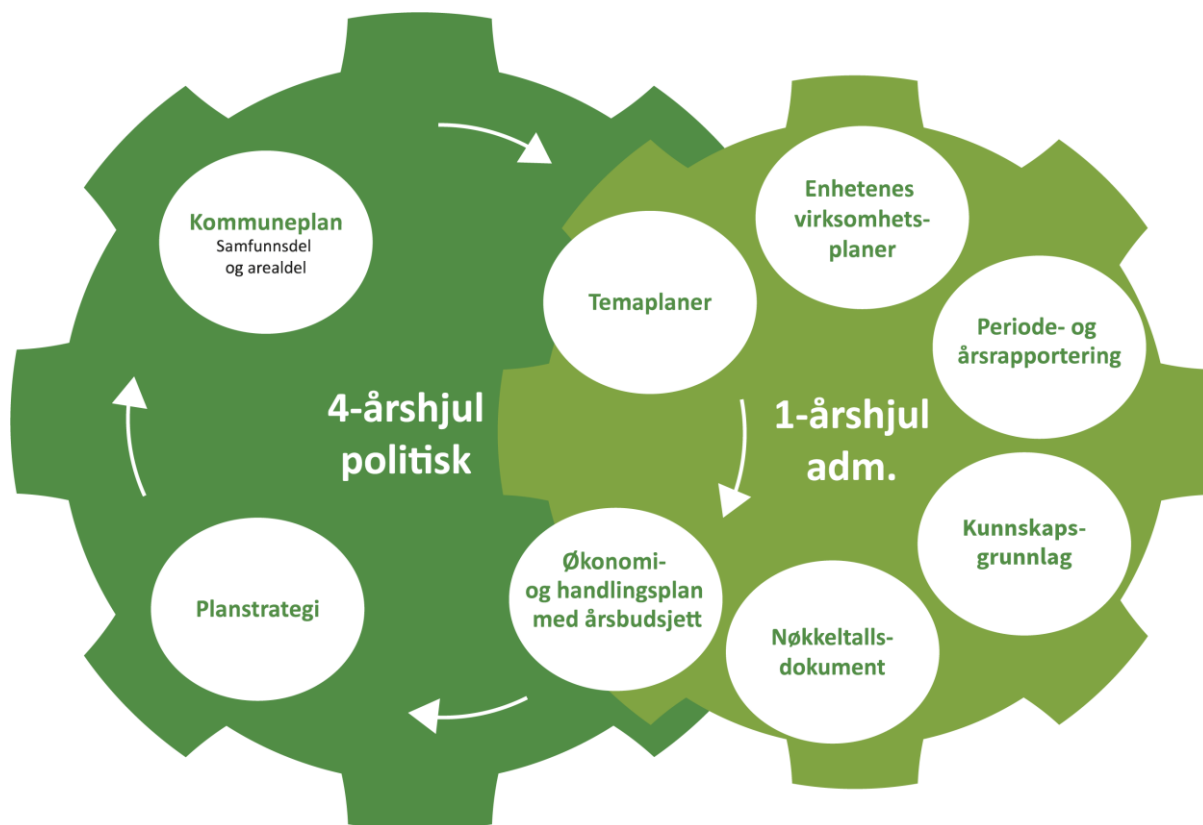 Kommuneplan
Samfunnsdel
og arealdel
Temaplaner
4-årshjul
politisk
Planstrategi
Økonomi-
og handlingsplan
med årsbudsjett
Enhetenes
virksomhets-
planer
Periode- og
årsrapportering
1-årshjul
adm.
Kunnskaps-
grunnlag
Nøkkeltalls-
dokument